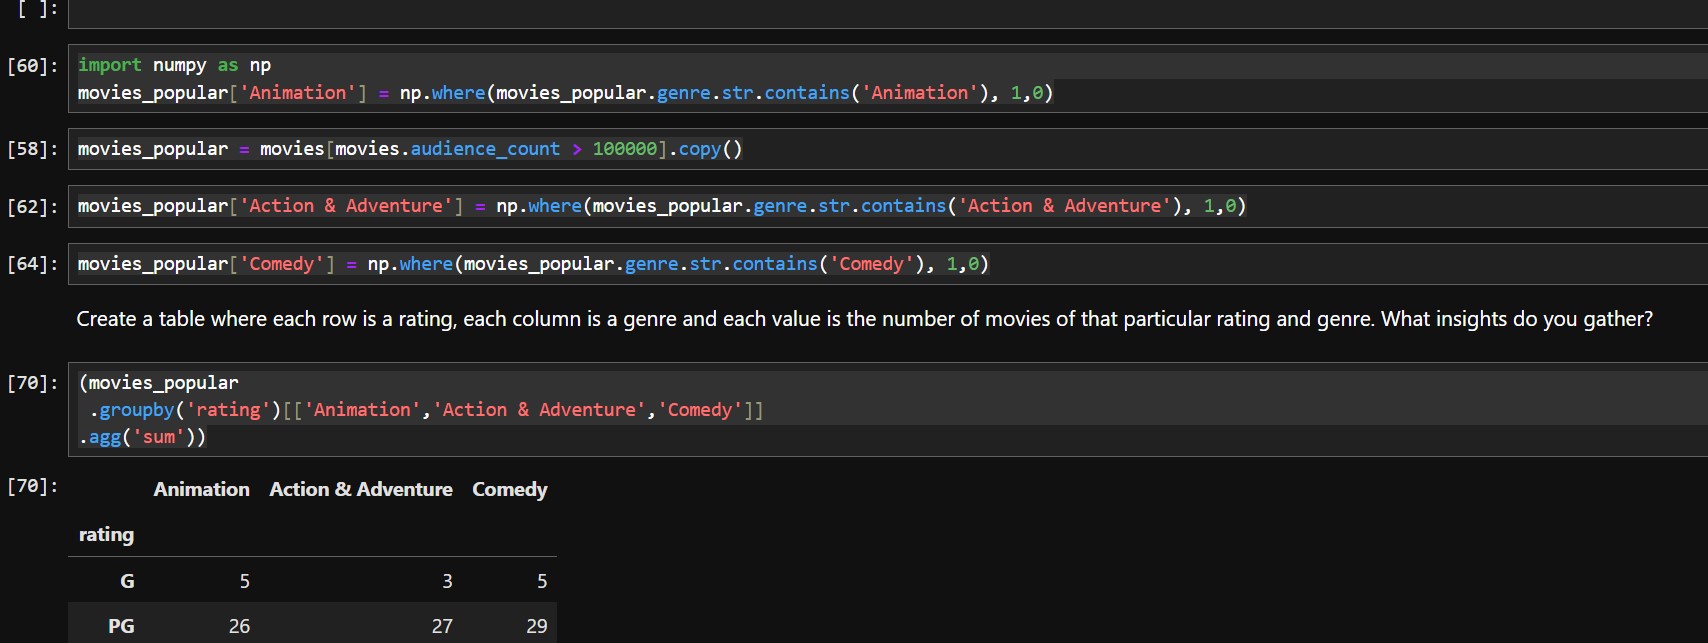 [ ]:
[60]: import numpy as np
movies_popular['Animation'] = np.where(movies_popular.genre.str.contains('Animation'), 1,0)
[58]: movies_popular = movies[movies.audience_count > 100000].copy()
[62]: movies_popular['Action & Adventure'] = np.where(movies_popular.genre.str.contains('Action & Adventure'), 1,0)
[64]: movies_popular['Comedy'] = np.where(movies_popular.genre.str.contains('Comedy'), 1,0)
Create a table where each row is a rating, each column is a genre and each value is the number of movies of that particular rating and genre. What insights do you gather?
[70]: (movies_popular
.groupby('rating')[['Animation','Action & Adventure','Comedy']]
.agg('sum'))
[70]: Animation Action & Adventure Comedy
rating
G 5 3 5
PG 26 27 29